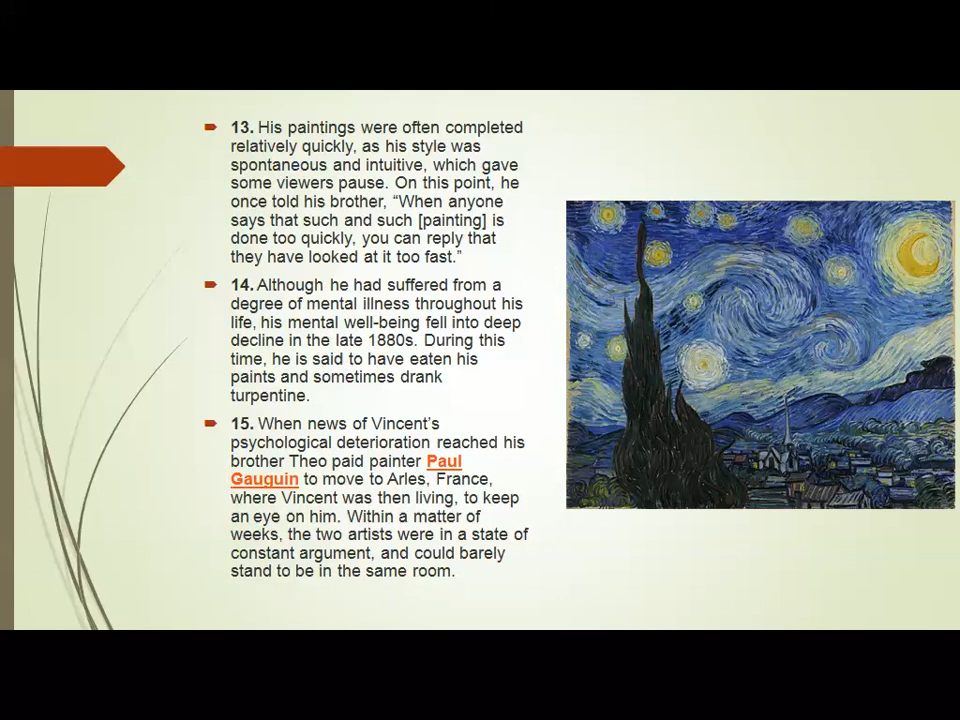 13. His paintings were often completed
relatively quickly, as his style was
spontaneous and intuitive, which gave
some viewers pause. On this point, he
once told his brother, “When anyone
says that such and such [painting] is
done too quickly, you can reply that
they have looked at it too fast.”
14. Although he had suffered from a
degree of mental illness throughout his
life, his mental well-being fell into deep
decline in the late 1880s. During this
time, he is said to have eaten his
paints and sometimes drank
turpentine.
15. When news of Vincent’s
psychological deterioration reached his
brother Theo paid painter Paul
Gauguin to move to Arles, France,
where Vincent was then living, to keep
an eye on him. Within a matter of
weeks, the two artists were in a state of
constant argument, and could barely
stand to be in the same room.